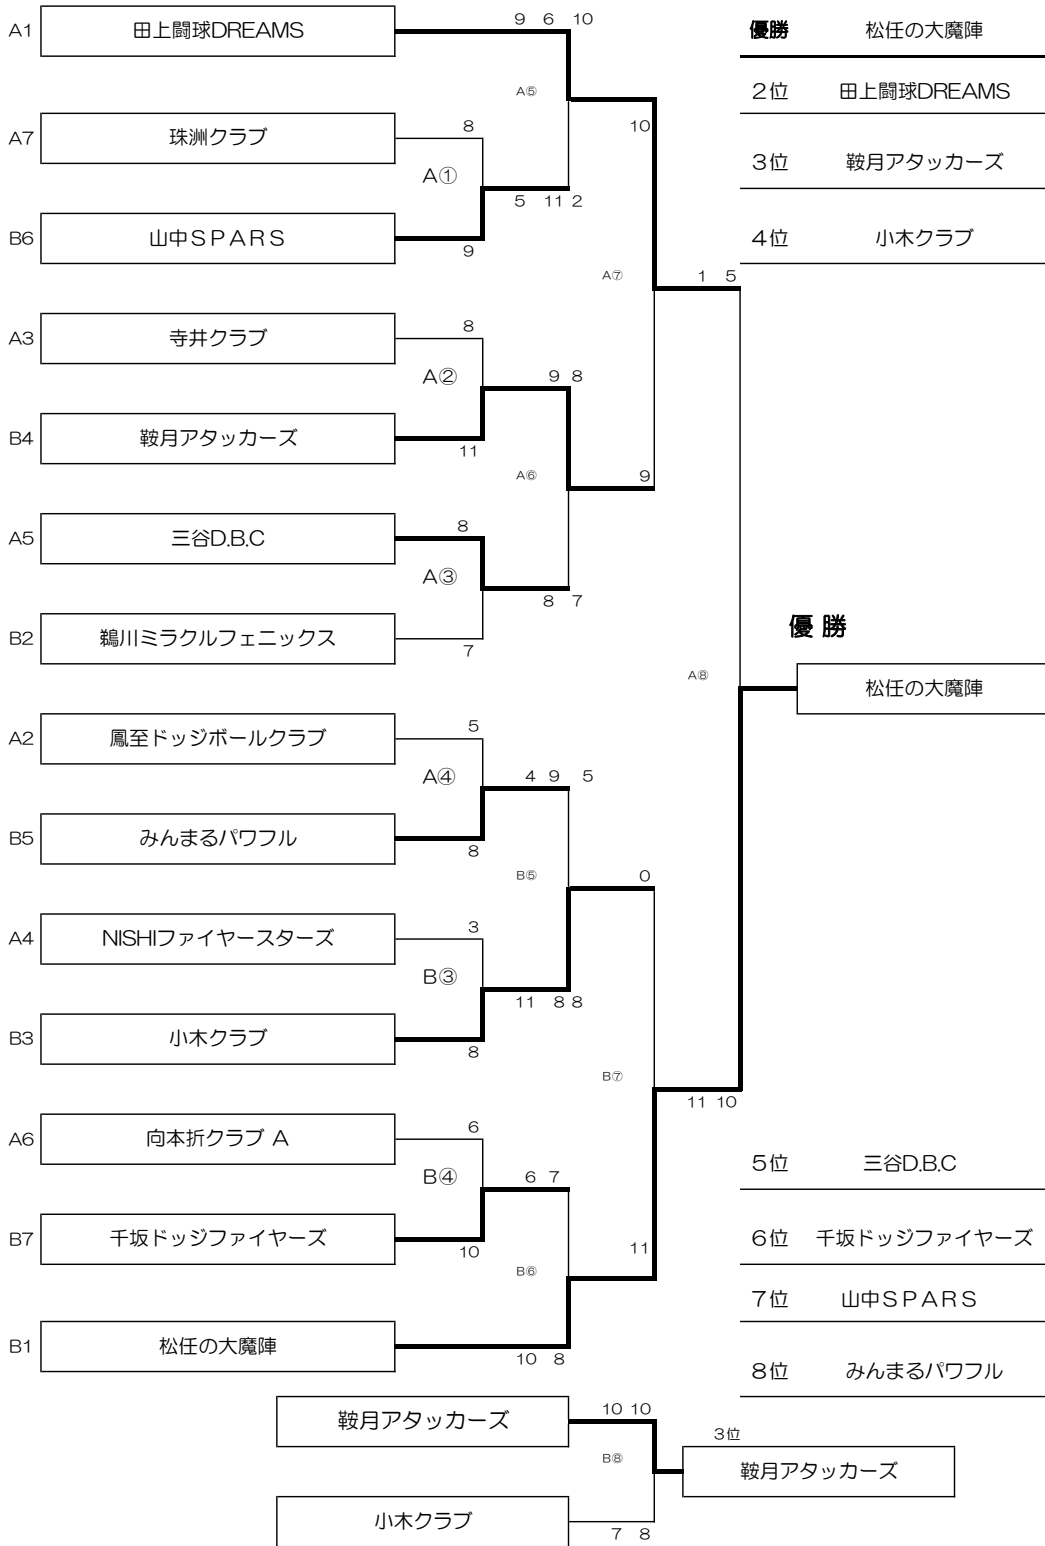 A1 田上闘球DREAMS 9 6 10 優勝 松任の大魔陣
A⑤ 2位 田上闘球DREAMS
A7 珠洲クラブ 8 10
A① 3位 鞍月アタッカーズ
5 11 2
B6 山中SPARS 9 4位 小木クラブ
A⑦ 1 5
A3 寺井クラブ 8
A② 9 8
B4 鞍月アタッカーズ 11
A⑥ 9
A5 三谷D.B.C 8
A③
8 7
B2 鵜川ミラクルフェニックス 7 優勝
A⑧ 松任の大魔陣
A2 鳳至ドッジボールクラブ 5
A④ 4 9 5
B5 みんまるパワフル 8
B⑤ 0
A4 NISHIファイヤースターズ 3
B③
11 8 8
B3 小木クラブ 8
B⑦
11 10
A6 向本折クラブ A 6
B④ 6 7 5位 三谷D.B.C
B7 千坂ドッジファイヤーズ 10 11 6位 千坂ドッジファイヤーズ
B⑥
7位 山中SPARS
B1 松任の大魔陣 10 8
8位 みんまるパワフル
鞍月アタッカーズ 10 10
3位
B⑧ 鞍月アタッカーズ
小木クラブ 7 8